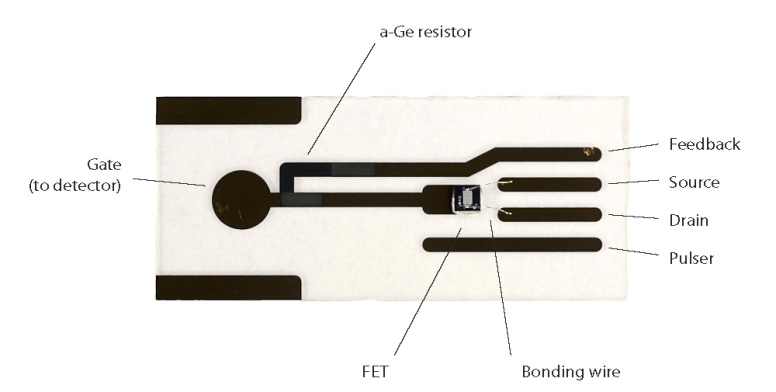 a-Ge resistor
Feedback
Gate
(to detector)
Source
Drain
Pulser
FET
Bonding wire